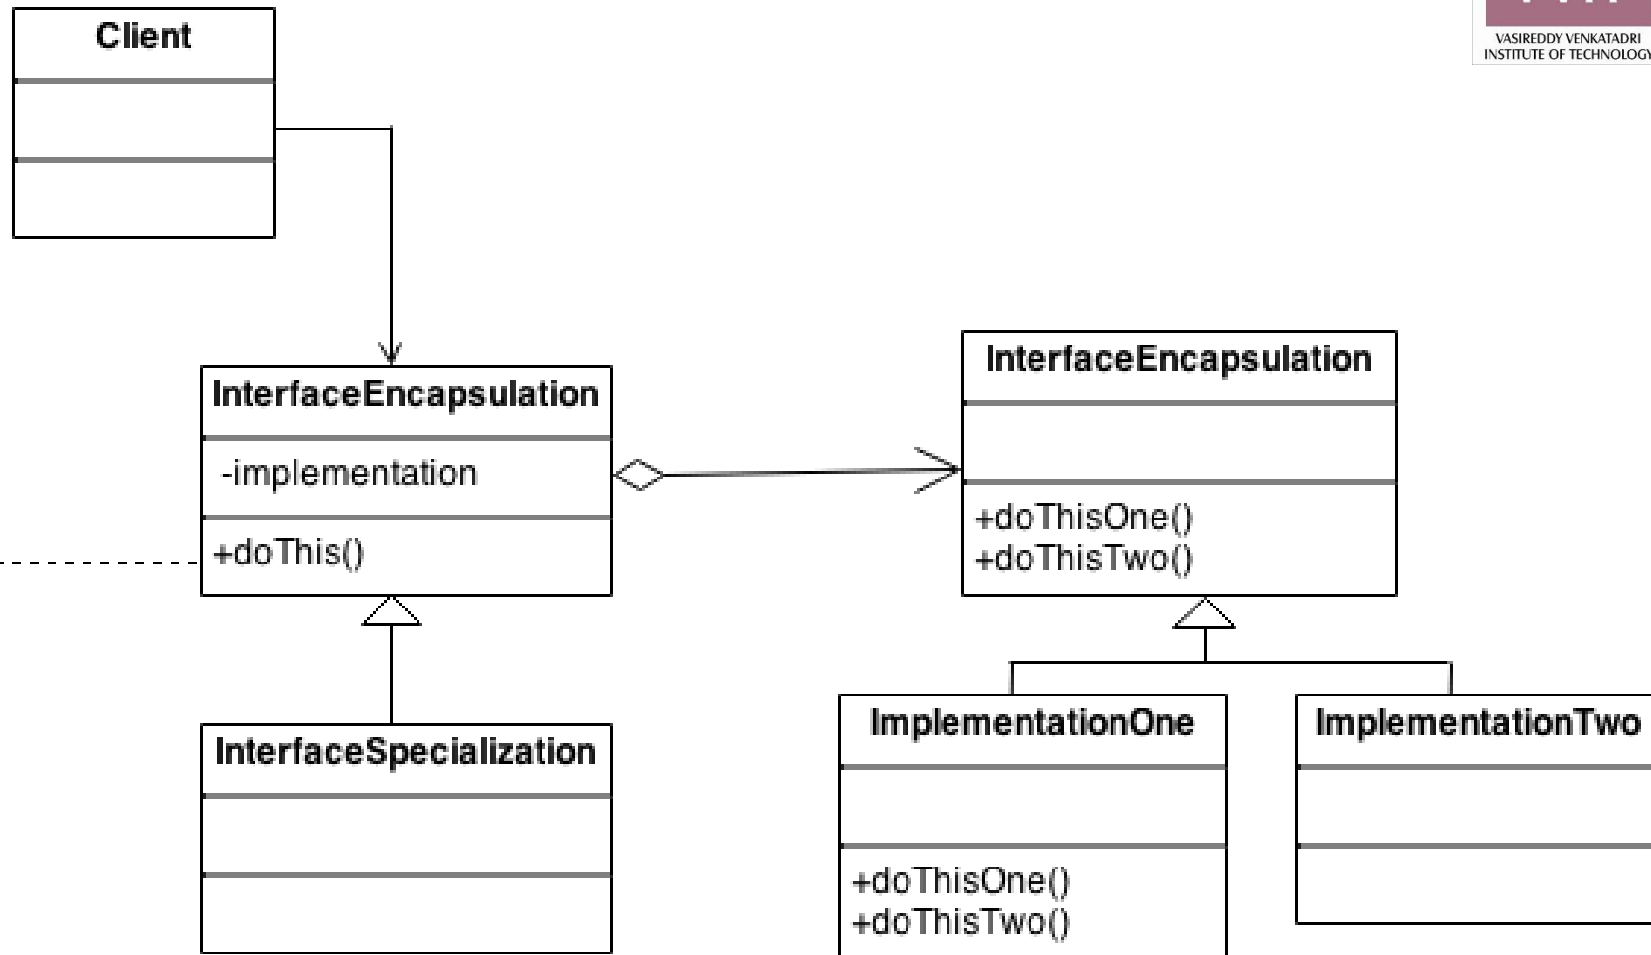 Client
VASIREDDY VENKATADRI
INSTITUTE OF TECHNOLOGY
InterfaceEncapsulation
-implementation
+doThis()
InterfaceEncapsulation
+doThisOne()
+doThisTwo()
InterfaceSpecialization
ImplementationOne
+doThisOne()
+doThisTwo()
ImplementationTwo